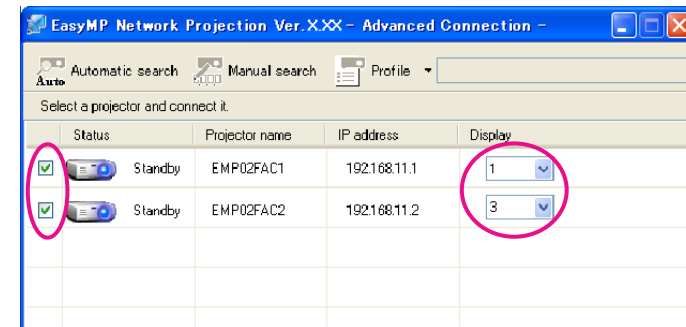 EasyMP Network Projection Ver.X.XX - Advanced Connection -
Auto Automatic search Manual search Profile
Select a projector and connect it.
Status Projector name IP address Display
Standby EMP02FAC1 192.168.11.1 1
Standby EMP02FAC2 192.168.11.2 3